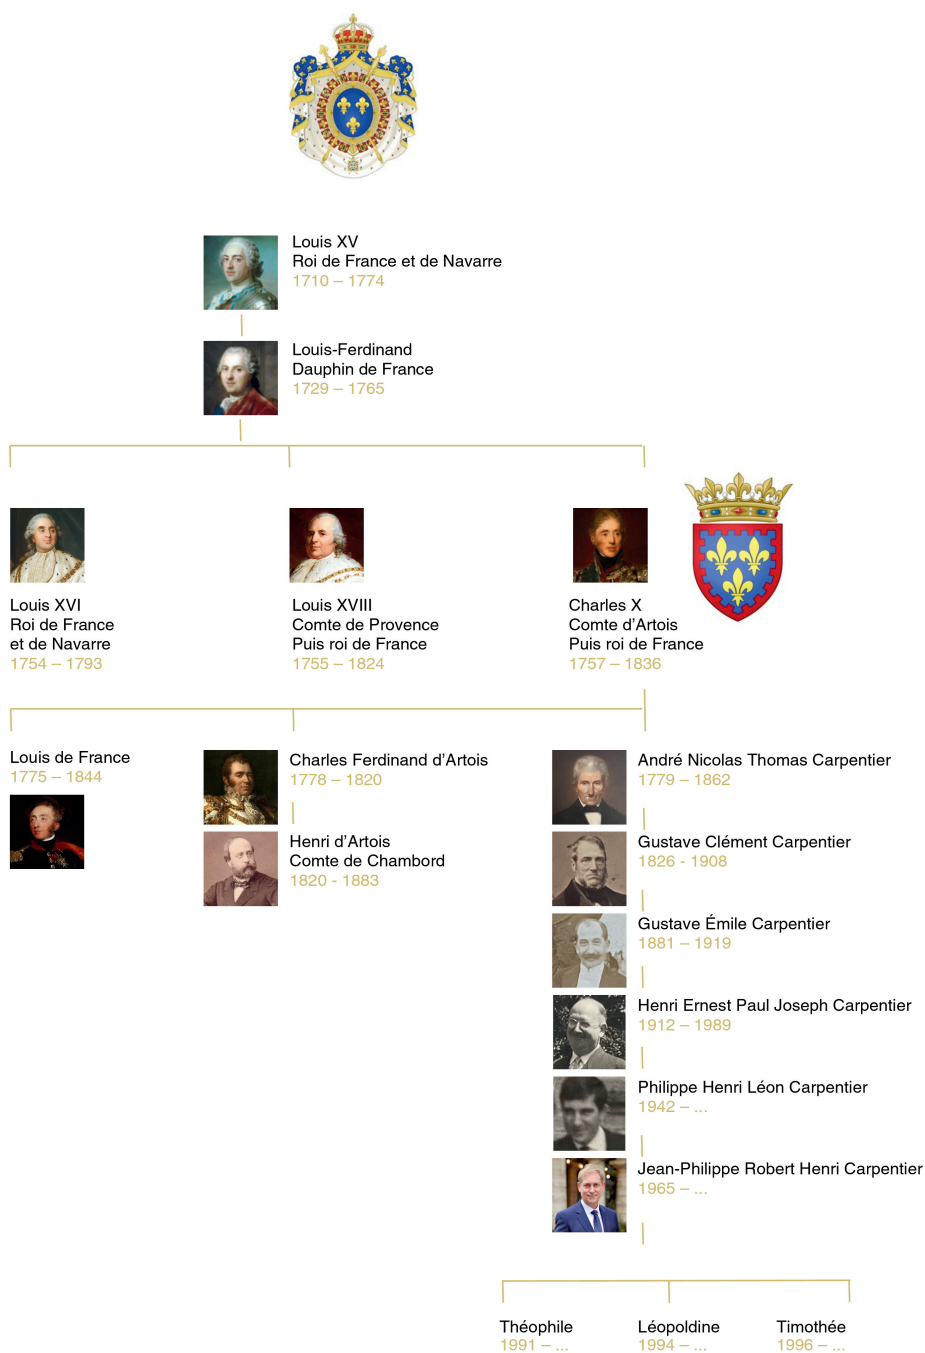 Louis XV
Roi de France et de Navarre
1710 – 1774
Louis-Ferdinand
Dauphin de France
1729 – 1765
Louis XVI
Roi de France
et de Navarre
1754 – 1793
Louis XVIII
Comte de Provence
Puis roi de France
1755 – 1824
Charles X
Comte d’Artois
Puis roi de France
1757 – 1836
Louis de France
1775 – 1844
Charles Ferdinand d’Artois
1778 – 1820
Henri d’Artois
Comte de Chambord
1820 - 1883
André Nicolas Thomas Carpentier
1779 – 1862
Gustave Clément Carpentier
1826 - 1908
Gustave Émile Carpentier
1881 – 1919
Henri Ernest Paul Joseph Carpentier
1912 – 1989
Philippe Henri Léon Carpentier
1942 – ...
Jean-Philippe Robert Henri Carpentier
1965 – ...
Théophile
1991 – ...
Léopoldine
1994 – ...
Timothée
1996 – ...